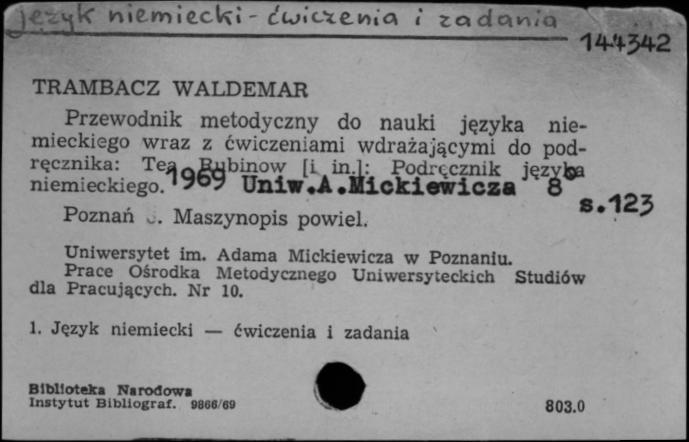 język niemiecki - ćwiczenia i zadania
144342
TRAMBACZ WALDEMAR
Przewodnik metodyczny do nauki języka nie-
mieckiego wraz z ćwiczeniami wdrażającymi do pod-
ręcznika: Tea Rubinow [i in.]: Podręcznik języka
niemieckiego. 1969 Uniw.A.Mickiewicza 8°
s.123
Poznań . Maszynopis powiel.
Uniwersytet im. Adama Mickiewicza w Poznaniu.
Prace Ośrodka Metodycznego Uniwersyteckich Studiów
dla Pracujących. Nr 10.
1. Język niemiecki — ćwiczenia i zadania
Biblioteka Narodowa
Instytut Bibliograf. 9866/69
803.0